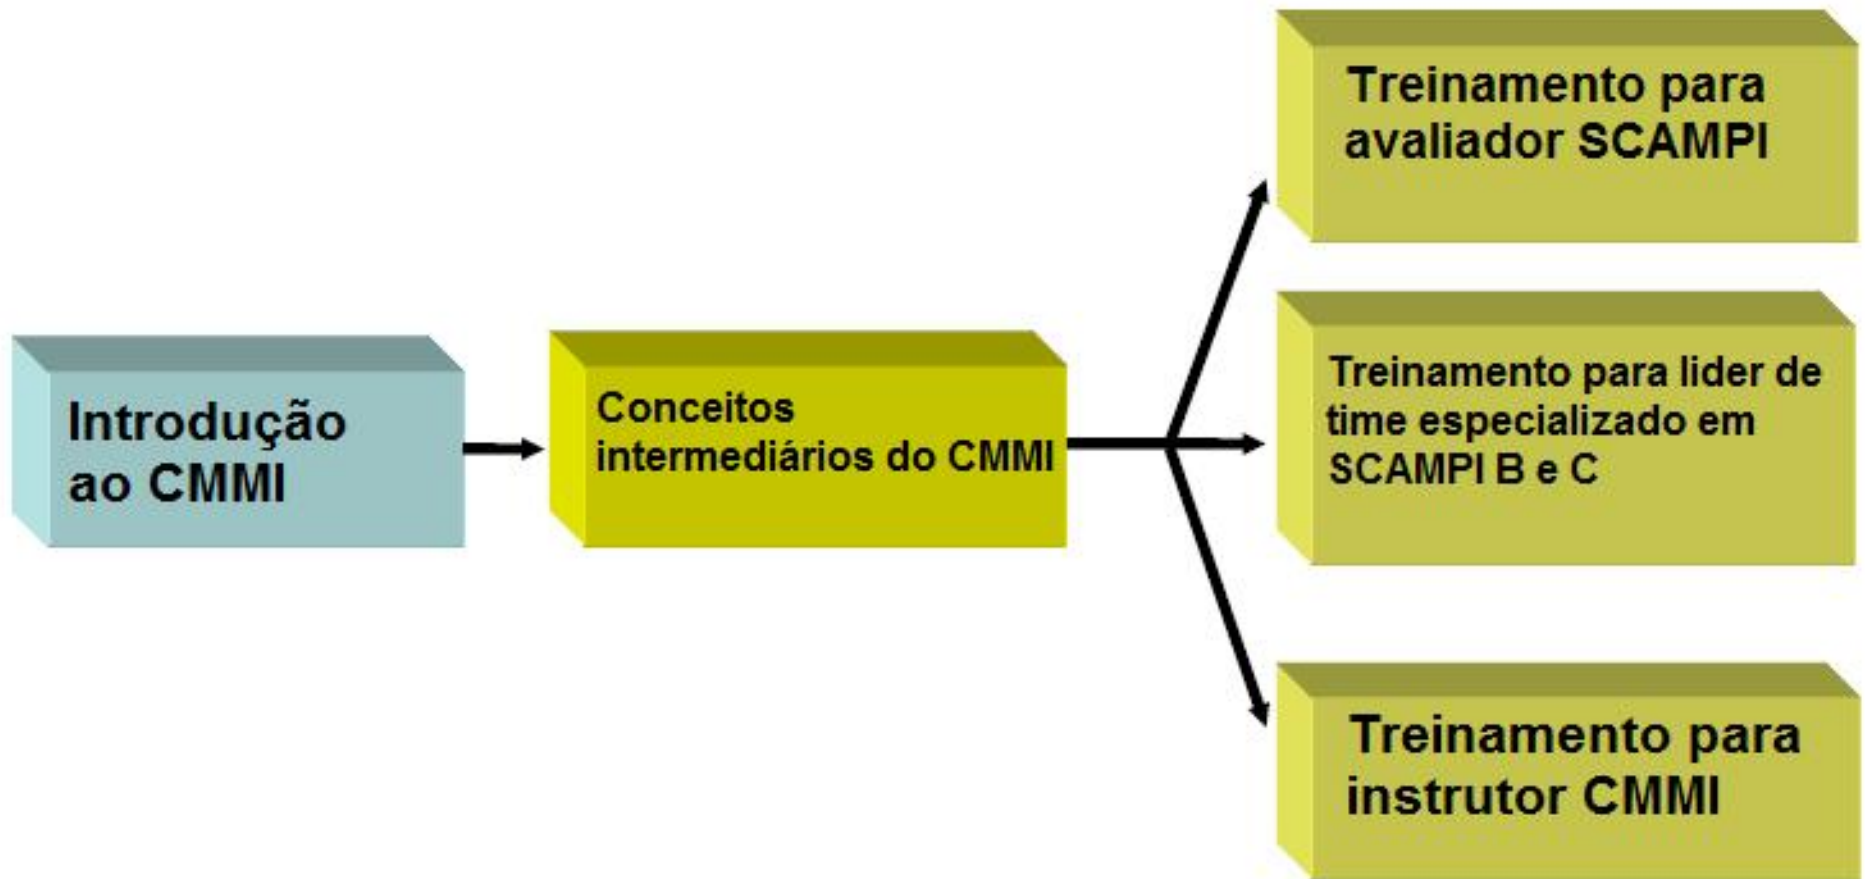 Introdução
ao CMMI
Conceitos
intermediários do CMMI
Treinamento para
avaliador SCAMPI
Treinamento para lider de
time especializado em
SCAMPI B e C
Treinamento para
instrutor CMMI